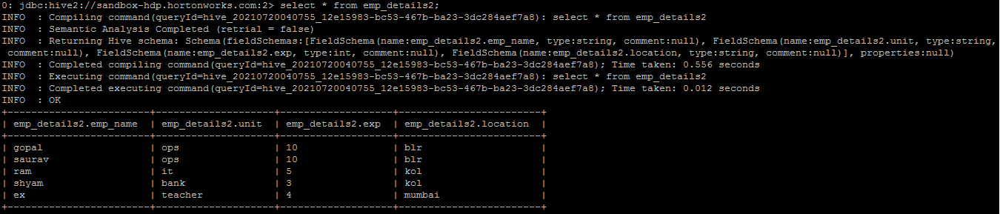 0: jdbc:hive2://sandbox-hdp.hortonworks.com:2> select * from emp_details2;
INFO  : Compiling command(queryId=hive_20210720040755_12e15983-bc53-467b-ba23-3dc284aef7a8): select * from emp_details2
INFO  : Semantic Analysis Completed (retrial = false)
INFO  : Returning Hive schema: Schema(fieldSchemas:[FieldSchema(name:emp_details2.emp_name, type:string, comment:null), FieldSchema(name:emp_details2.unit, type:string,
 comment:null), FieldSchema(name:emp_details2.exp, type:int, comment:null), FieldSchema(name:emp_details2.location, type:string, comment:null)], properties:null)
INFO  : Completed compiling command(queryId=hive_20210720040755_12e15983-bc53-467b-ba23-3dc284aef7a8); Time taken: 0.556 seconds
INFO  : Executing command(queryId=hive_20210720040755_12e15983-bc53-467b-ba23-3dc284aef7a8): select * from emp_details2
INFO  : Completed executing command(queryId=hive_20210720040755_12e15983-bc53-467b-ba23-3dc284aef7a8); Time taken: 0.012 seconds
INFO  : OK
+------------------------+--------------------+-------------------+------------------------+
| emp_details2.emp_name  | emp_details2.unit  | emp_details2.exp  | emp_details2.location  |
+------------------------+--------------------+-------------------+------------------------+
| gopal                  | ops                | 10                | blr                    |
| saurav                 | ops                | 10                | blr                    |
| ram                    | it                 | 5                 | kol                    |
| shyam                  | bank               | 3                 | kol                    |
| ex                     | teacher            | 4                 | mumbai                 |
+------------------------+--------------------+-------------------+------------------------+